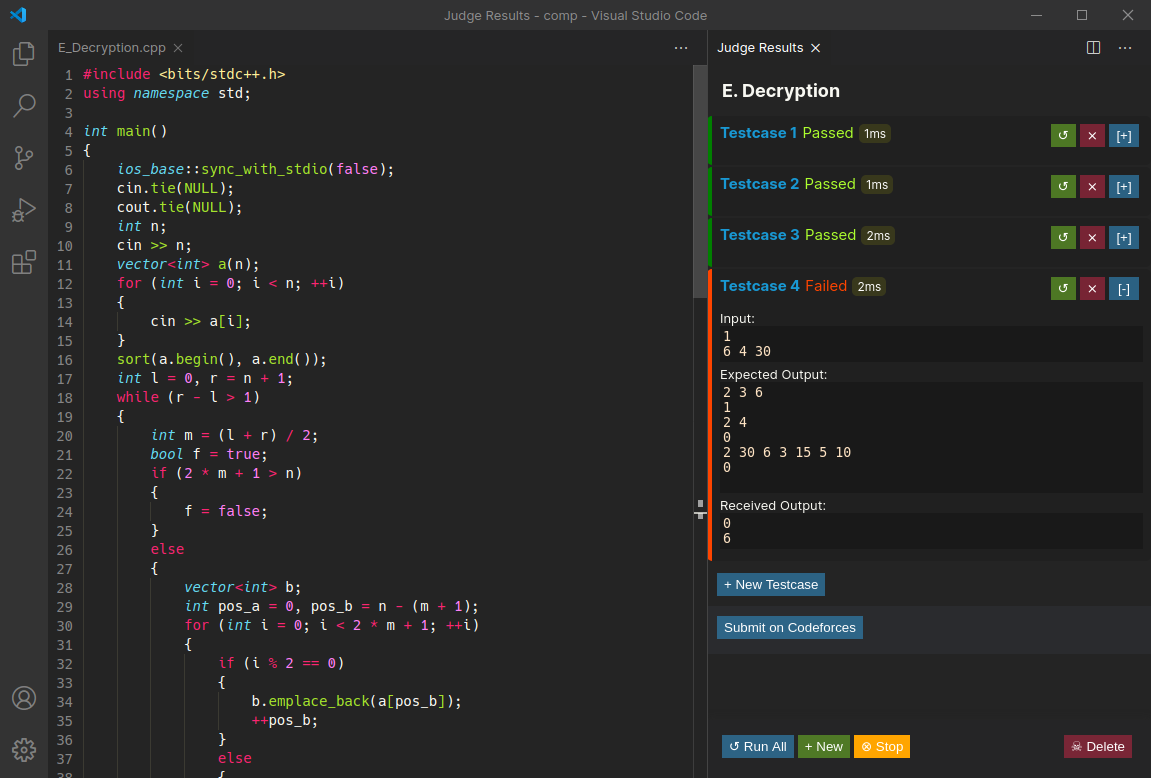 Judge Results - comp - Visual Studio Code
E_Decryption.cpp
1 #include <bits/stdc++.h>
2 using namespace std;
3
4 int main()
5 {
6 ios_base::sync_with_stdio(false);
7 cin.tie(NULL);
8 cout.tie(NULL);
9 int n;
10 cin >> n;
11 vector<int> a(n);
12 for (int i = 0; i < n; ++i)
13 {
14 cin >> a[i];
15 }
16 sort(a.begin(), a.end());
17 int l = 0, r = n + 1;
18 while (r - l > 1)
19 {
20 int m = (l + r) / 2;
21 bool f = true;
22 if (2 * m + 1 > n)
23 {
24 f = false;
25 }
26 else
27 {
28 vector<int> b;
29 int pos_a = 0, pos_b = n - (m + 1);
30 for (int i = 0; i < 2 * m + 1; ++i)
31 {
32 if (i % 2 == 0)
33 {
34 b.emplace_back(a[pos_b]);
35 ++pos_b;
36 }
37 else
38 {
Judge Results
E. Decryption
Testcase 1 Passed 1ms ↺ × [+]
Testcase 2 Passed 1ms ↺ × [+]
Testcase 3 Passed 2ms ↺ × [+]
Testcase 4 Failed 2ms ↺ × [-]
Input:
1
6 4 30
Expected Output:
2 3 6
1
2 4
0
2 30 6 3 15 5 10
0
Received Output:
0
6
+ New Testcase
Submit on Codeforces
↺ Run All + New ⊗ Stop ☠ Delete